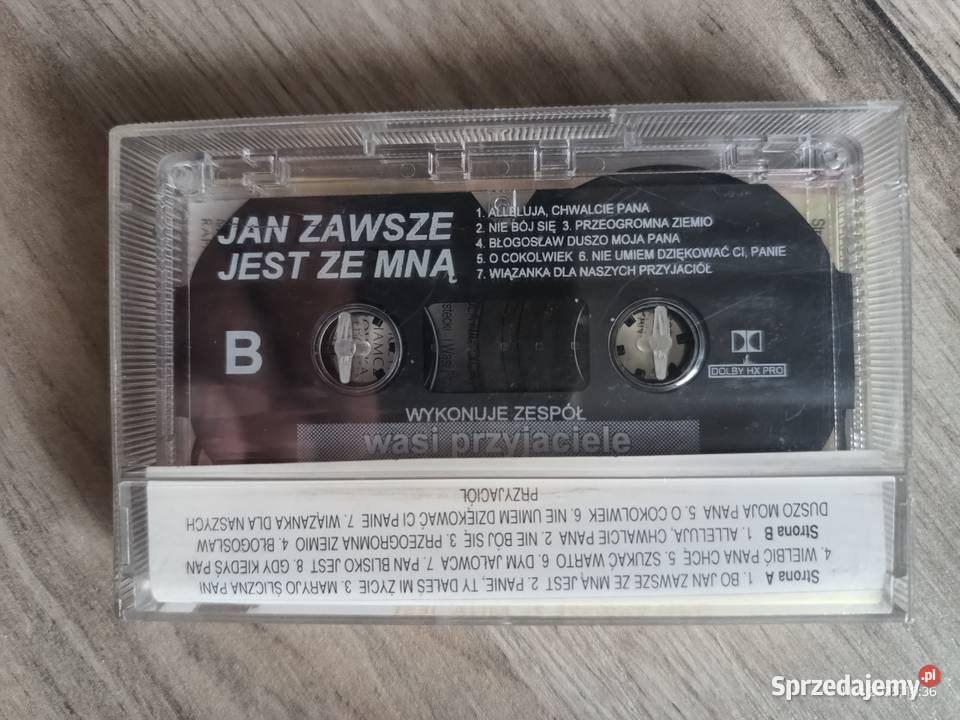 JAN ZAWSZE
JEST ZE MNĄ
1. ALLELUJA, CHWALCIE PANA
2. NIE BÓJ SIĘ 3. PRZEOGROMNA ZIEMIO
4. BŁOGOSŁAW DUSZO MOJA PANA
5. O COKOLWIEK 6. NIE UMIEM DZIĘKOWAĆ CI, PANIE
7. WIĄZANKA DLA NASZYCH PRZYJACIÓŁ
B
DOLBY HX PRO
WYKONUJE ZESPÓŁ
wasi przyjaciele
Strona A 1. BO JAN ZAWSZE ZE MNĄ JEST 2. PANIE, TY DAŁEŚ MI ŻYCIE 3. MARYJO ŚLICZNA PANI
4. WIELBIĆ PANA CHCĘ 5. SZUKAĆ WARTO 6. DYM JAŁOWCA 7. PAN BLISKO JEST 8. GDY KIEDYŚ PAN
Strona B 1. ALLELUJA, CHWALCIE PANA 2. NIE BÓJ SIĘ 3. PRZEOGROMNA ZIEMIO 4. BŁOGOSŁAW
DUSZO MOJA PANA 5. O COKOLWIEK 6. NIE UMIEM DZIĘKOWAĆ CI PANIE 7. WIĄZANKA DLA NASZYCH
PRZYJACIÓŁ
Sprzedajemy.pl